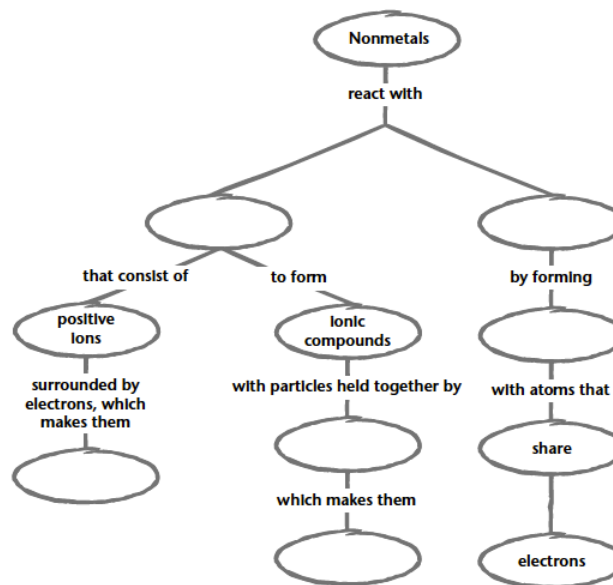 Nonmetals
react with
that consist of
to form
by forming
positive
ions
ionic
compounds
surrounded by
electrons, which
makes them
with particles held together by
with atoms that
share
which makes them
electrons